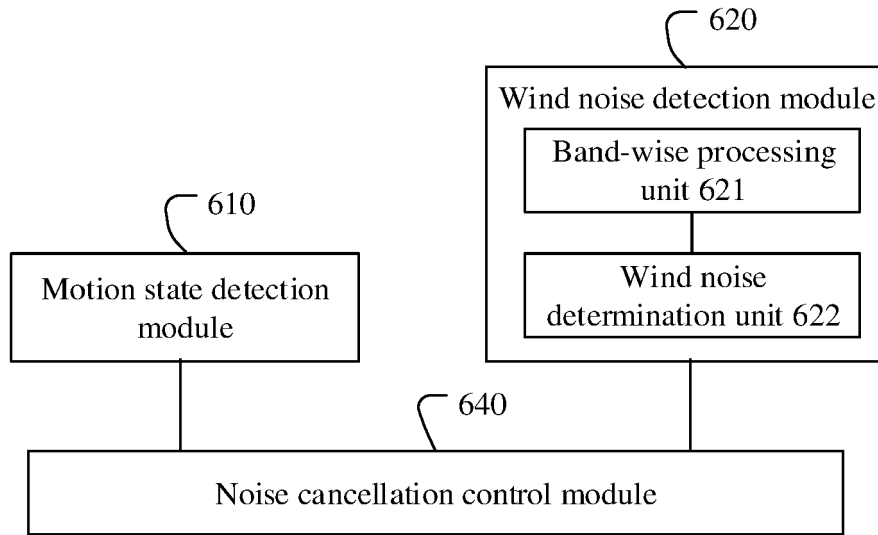 620
Wind noise detection module
Band-wise processing
unit 621
610
Motion state detection
module
Wind noise
determination unit 622
640
Noise cancellation control module